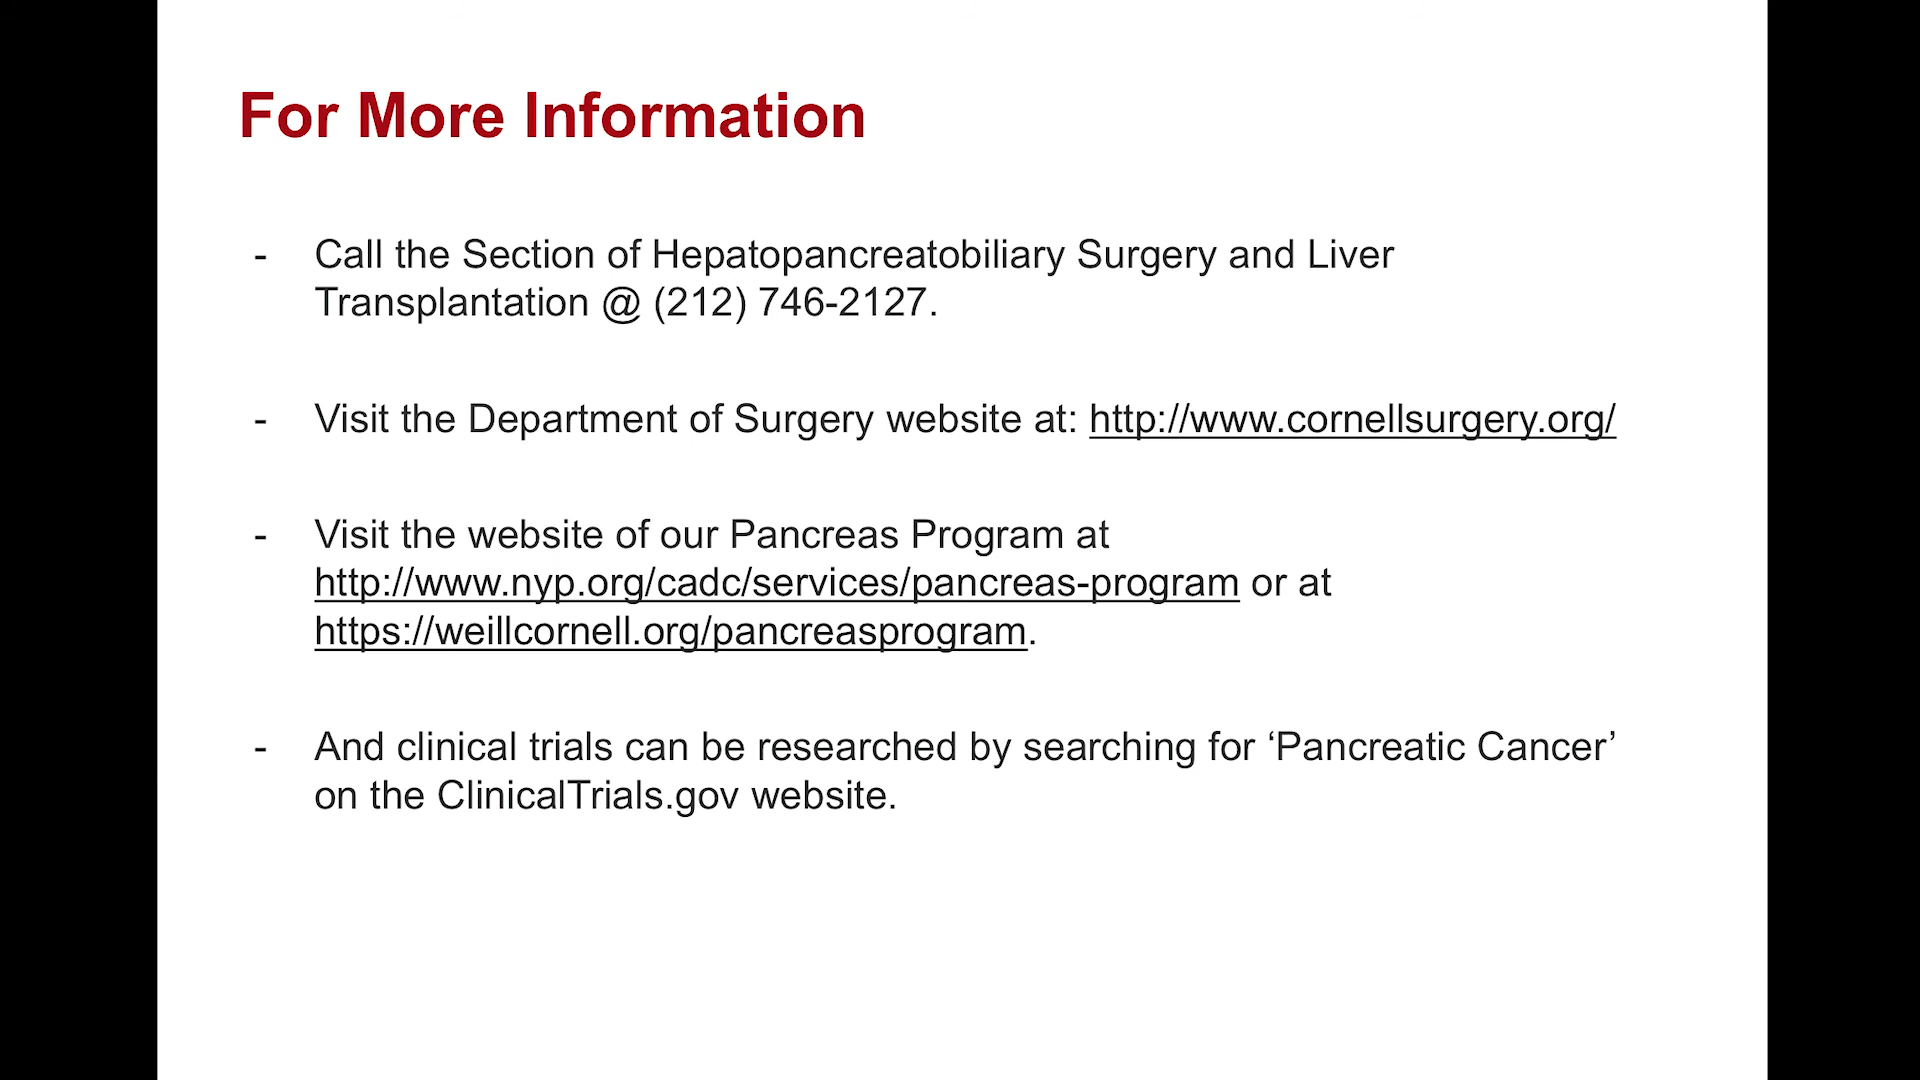 For More Information
- Call the Section of Hepatopancreatobiliary Surgery and Liver
Transplantation @ (212) 746-2127.
- Visit the Department of Surgery website at: http://www.cornellsurgery.org/
- Visit the website of our Pancreas Program at
http://www.nyp.org/cadc/services/pancreas-program or at
https://weillcornell.org/pancreasprogram.
- And clinical trials can be researched by searching for ‘Pancreatic Cancer’
on the ClinicalTrials.gov website.